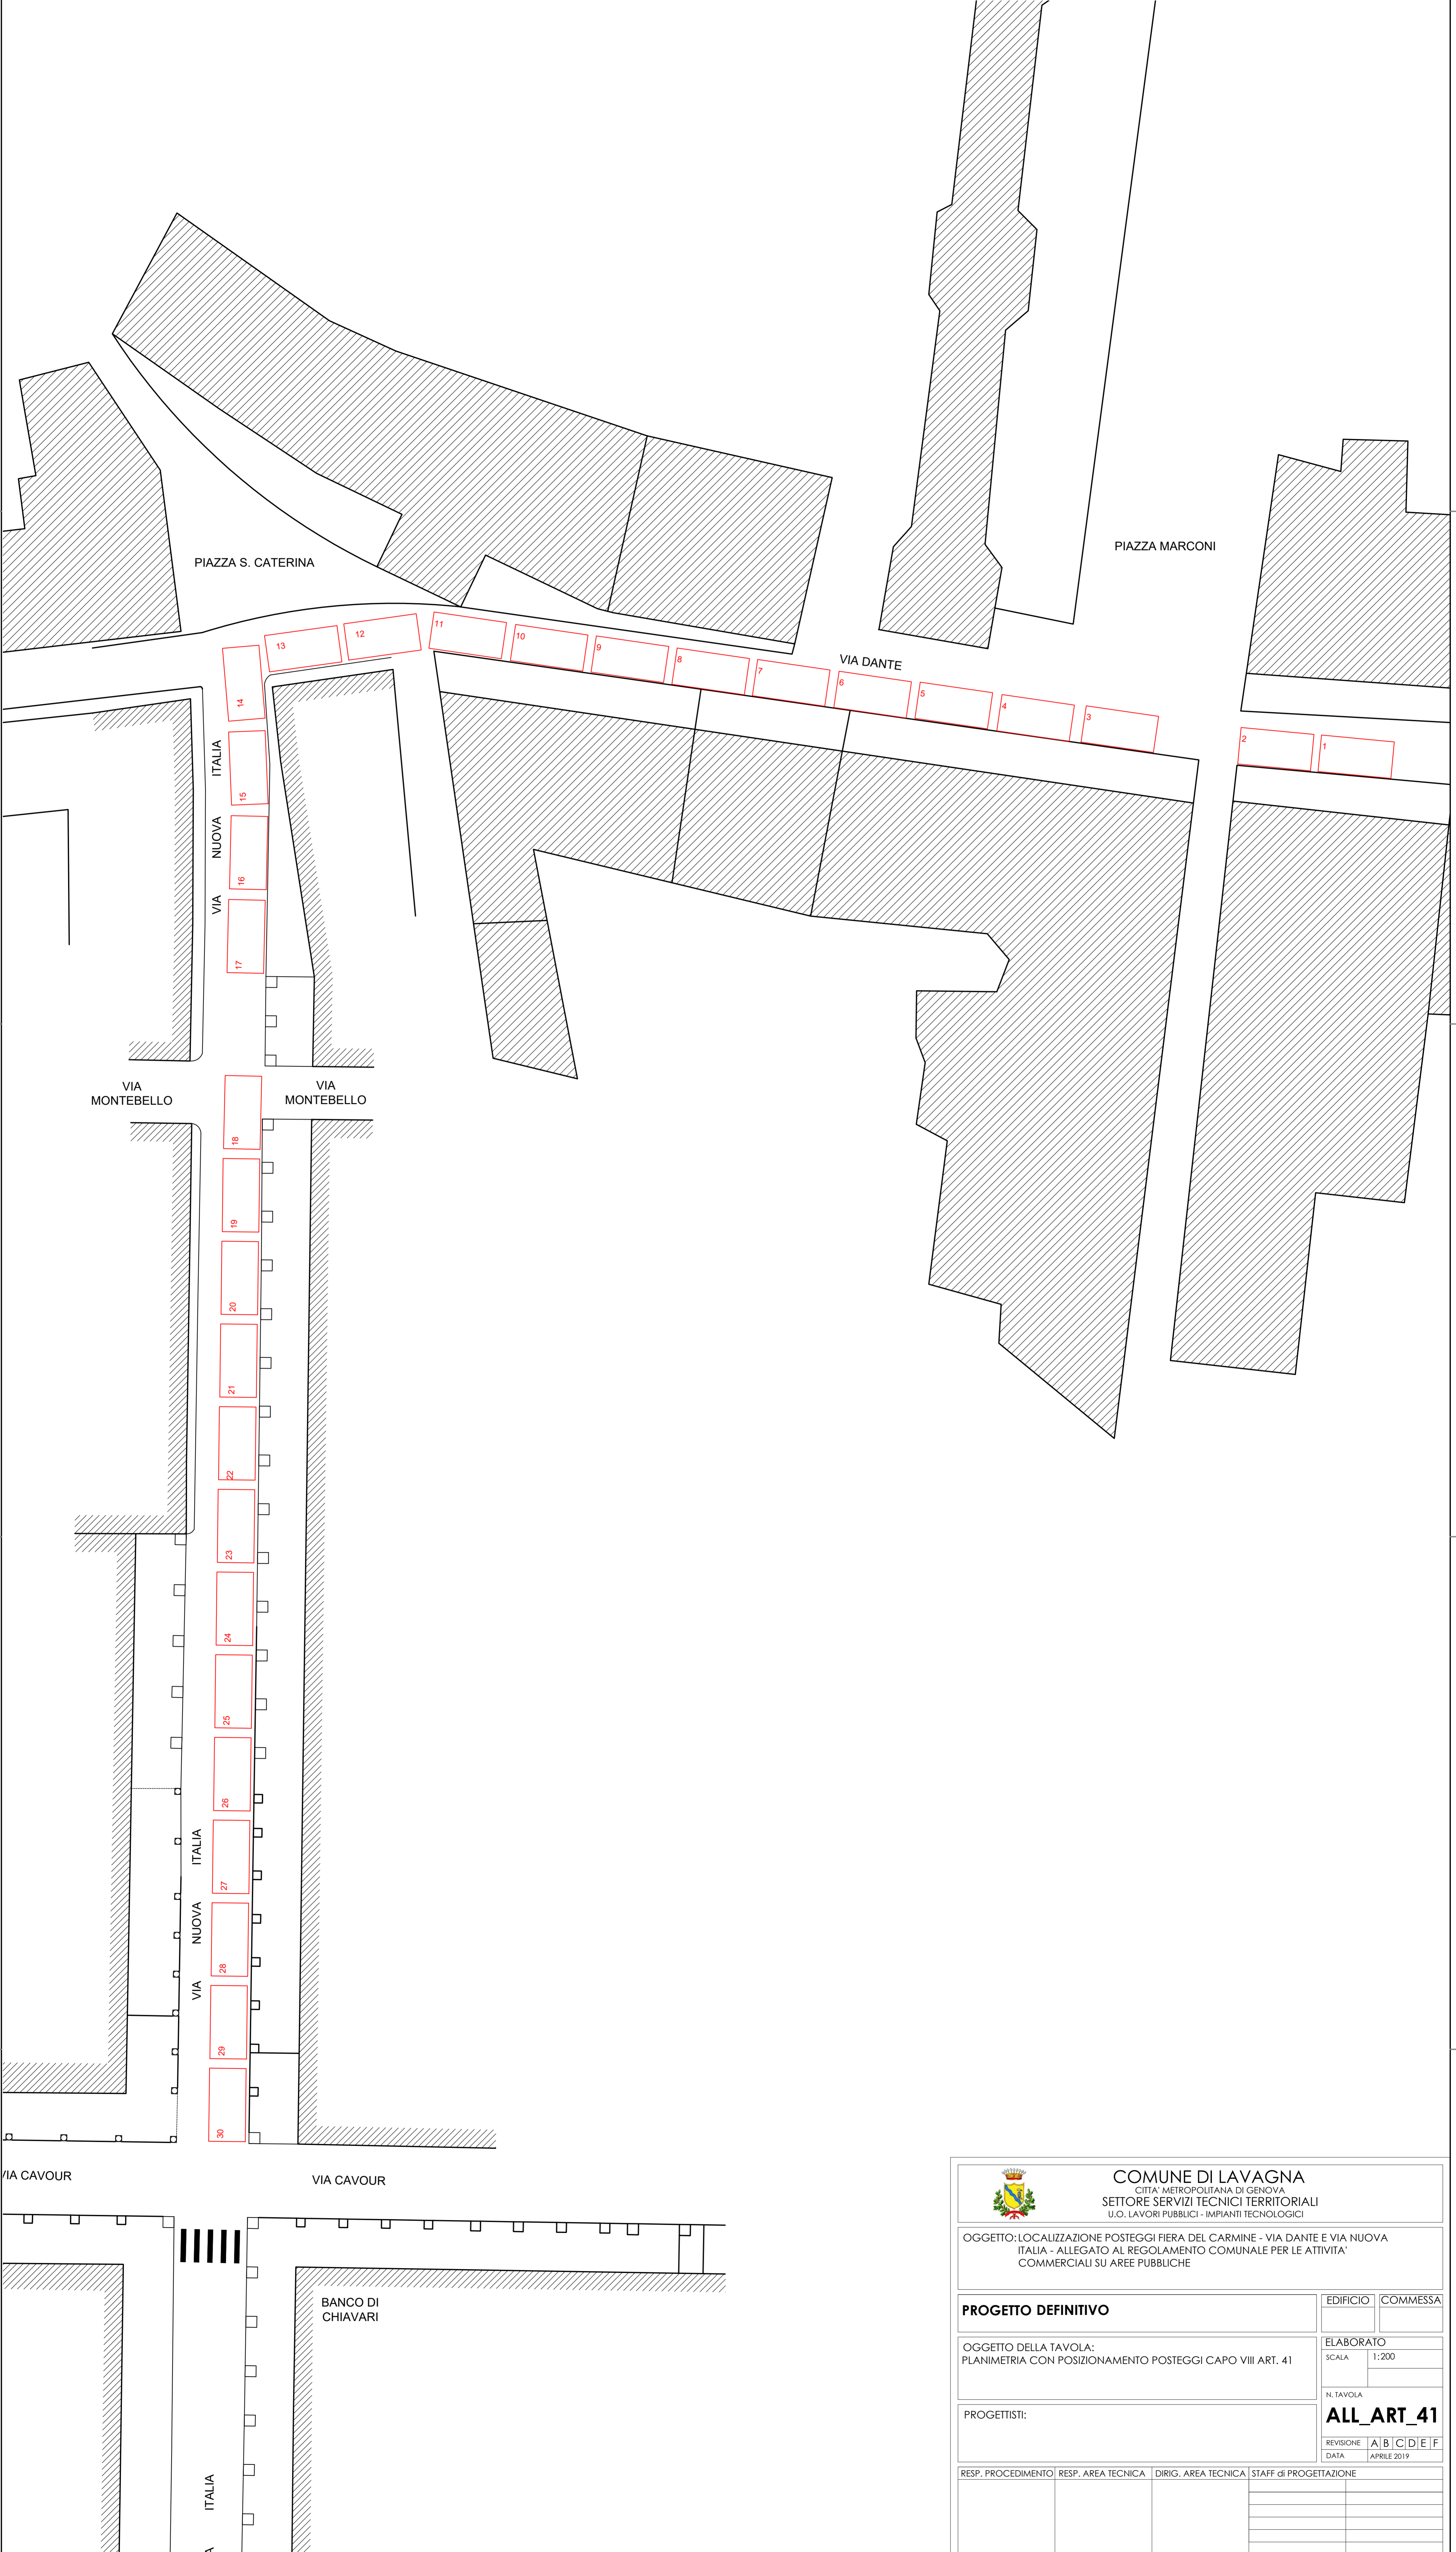 PIAZZA S. CATERINA
PIAZZA MARCONI
VIA DANTE
11
10
9
8
7
6
5
4
3
2
1
12
13
14
15
16
17
VIA NUOVA ITALIA
VIA
MONTEBELLO
VIA
MONTEBELLO
18
19
20
21
22
23
24
25
26
27
28
29
30
VIA NUOVA ITALIA
VIA CAVOUR
VIA CAVOUR
BANCO DI
CHIAVARI
ITALIA
COMUNE DI LAVAGNA
CITTA' METROPOLITANA DI GENOVA
SETTORE SERVIZI TECNICI TERRITORIALI
U.O. LAVORI PUBBLICI - IMPIANTI TECNOLOGICI
OGGETTO: LOCALIZZAZIONE POSTEGGI FIERA DEL CARMINE - VIA DANTE E VIA NUOVA
ITALIA - ALLEGATO AL REGOLAMENTO COMUNALE PER LE ATTIVITA'
COMMERCIALI SU AREE PUBBLICHE
PROGETTO DEFINITIVO
EDIFICIO
COMMESSA
OGGETTO DELLA TAVOLA:
PLANIMETRIA CON POSIZIONAMENTO POSTEGGI CAPO VIII ART. 41
ELABORATO
SCALA 1:200
N. TAVOLA
ALL_ART_41
PROGETTISTI:
REVISIONE A B C D E F
DATA APRILE 2019
RESP. PROCEDIMENTO RESP. AREA TECNICA DIRIG. AREA TECNICA STAFF di PROGETTAZIONE